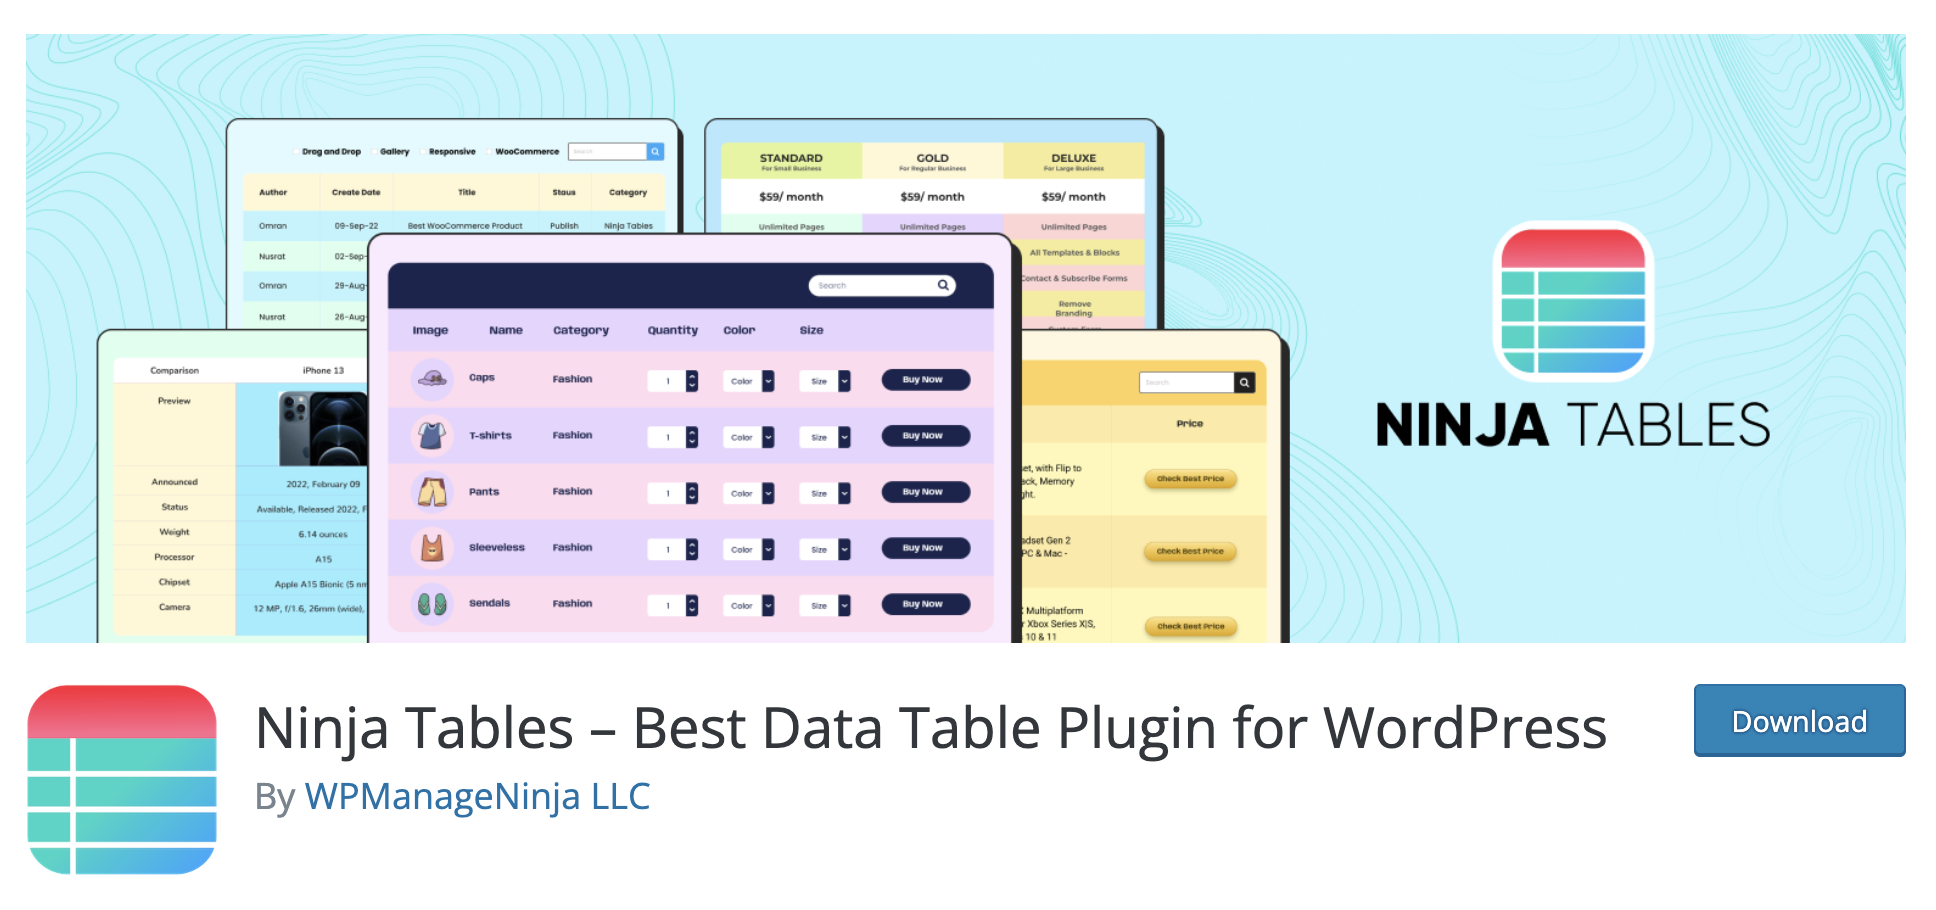 Drag and Drop Gallery Responsive WooCommerce Search
Author Create Date Title Staus Category
Omran 09-Sep-22 Best WooCommerce Product Publish Ninja Tables
Nusrat 02-Sep-
Omran 29-Aug-
Nusrat 26-Aug-
STANDARD GOLD DELUXE
For Small Business For Regular Business For Large Business
$59/ month $59/ month $59/ month
Unlimited Pages Unlimited Pages Unlimited Pages
All Templates & Blocks
Contact & Subscribe Forms
Remove
Branding
Comparison iPhone 13
Preview
Announced 2022, February 09
Status Available, Released 2022, F
Weight 6.14 ounces
Processor A15
Chipset Apple A15 Bionic (5 nm
Camera 12 MP, f/1.6, 26mm (wide),
Search
Image Name Category Quantity Color Size
Caps Fashion 1 Color Size Buy Now
T-shirts Fashion 1 Color Size Buy Now
Pants Fashion 1 Color Size Buy Now
Sleeveless Fashion 1 Color Size Buy Now
Sendals Fashion 1 Color Size Buy Now
Search
Price
et, with Flip to
ack, Memory
ght.
Check Best Price
adset Gen 2
PC & Mac -
Check Best Price
Multiplatform
r Xbox Series X|S,
10 & 11
Check Best Price
NINJA TABLES
Ninja Tables – Best Data Table Plugin for WordPress
By WPManageNinja LLC
Download